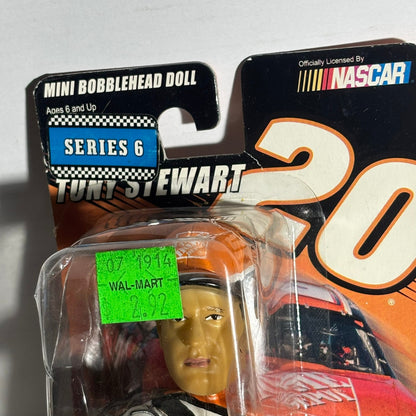 MINI BOBBLEHEAD DOLL
Ages 6 and Up
SERIES 6
TONY STEWART
Officially Licensed By
NASCAR
20
07 1914
WAL-MART
2.92